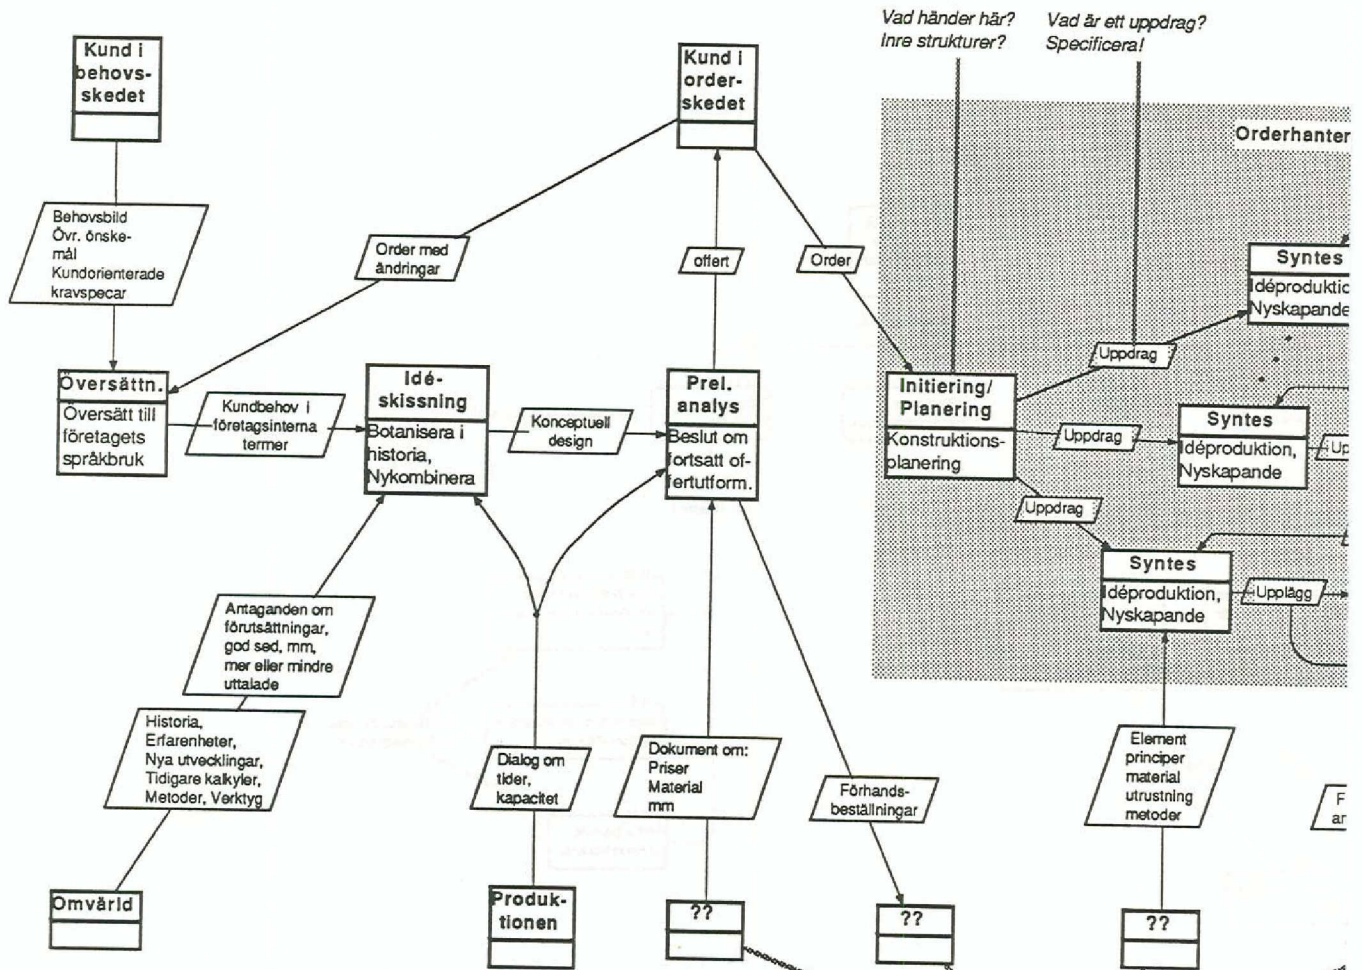 Vad händer här?
Inre strukturer?
Vad är ett uppdrag?
Specificera!
Kund i
behovs-
skedet
Kund i
order-
skedet
Orderhanter
Behovsbild
Övr. önske-
mål
Kundorienterade
kravspecar
Order med
ändringar
offert
Order
Syntes
Idéproduktio
Nyskapande
Uppdrag
Översättn.
Översätt till
företagets
språkbruk
Kundbehov i
företagsinterna
termer
Idé-
skissning
Botanisera i
historia,
Nykombinera
Konceptuell
design
Prel.
analys
Beslut om
fortsatt of-
fertutform.
Initiering/
Planering
Konstruktions-
planering
Uppdrag
Syntes
Idéproduktion,
Nyskapande
Up
Uppdrag
Syntes
Idéproduktion,
Nyskapande
Upplägg
Antaganden om
förutsättningar,
god sed, mm,
mer eller mindre
uttalade
Historia,
Erfarenheter,
Nya utvecklingar,
Tidigare kalkyler,
Metoder, Verktyg
Dialog om
tider,
kapacitet
Dokument om:
Priser
Material
mm
Förhands-
beställningar
Element
principer
material
utrustning
metoder
F
ar
Omvärld
Produk-
tionen
??
??
??